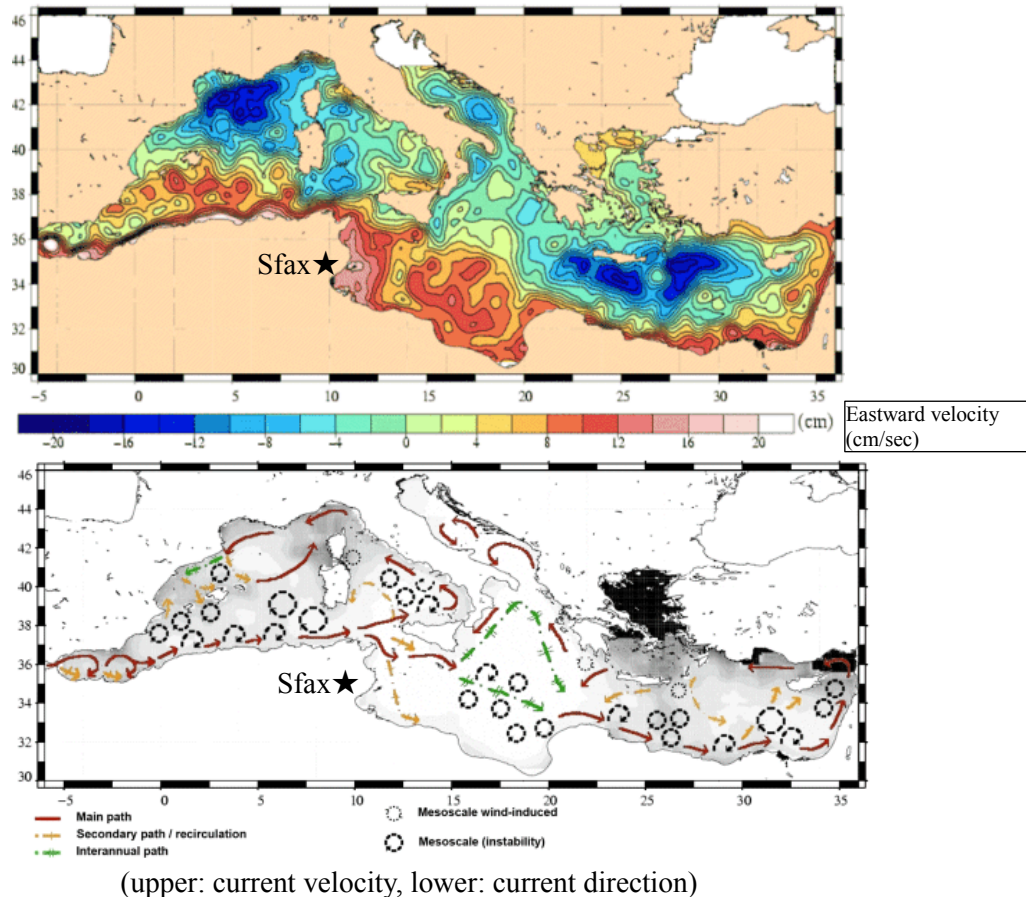 46
44
42
40
38
36
34
32
30
Sfax★
−5 0 5 10 15 20 25 30 35
(cm)
−20 −16 −12 −8 −4 0 4 8 12 16 20
Eastward velocity
(cm/sec)
46
44
42
40
38
36
34
32
30
Sfax★
−5 0 5 10 15 20 25 30 35
Main path
Secondary path / recirculation
Interannual path
Mesoscale wind-induced
Mesoscale (instability)
(upper: current velocity, lower: current direction)